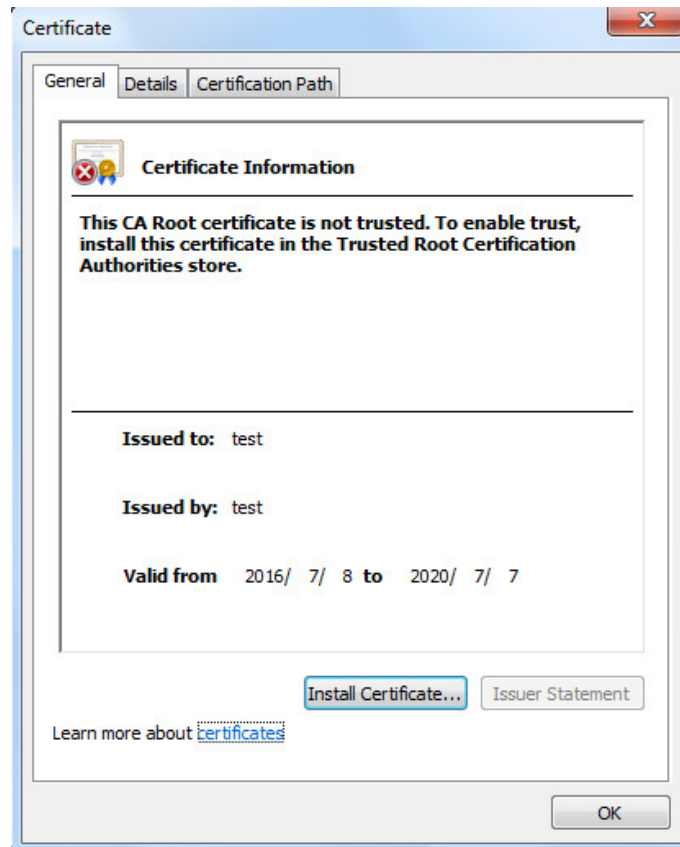 Certificate
General Details Certification Path
Certificate Information
This CA Root certificate is not trusted. To enable trust,
install this certificate in the Trusted Root Certification
Authorities store.
Issued to: test
Issued by: test
Valid from 2016/ 7/ 8 to 2020/ 7/ 7
Install Certificate... Issuer Statement
Learn more about certificates
OK